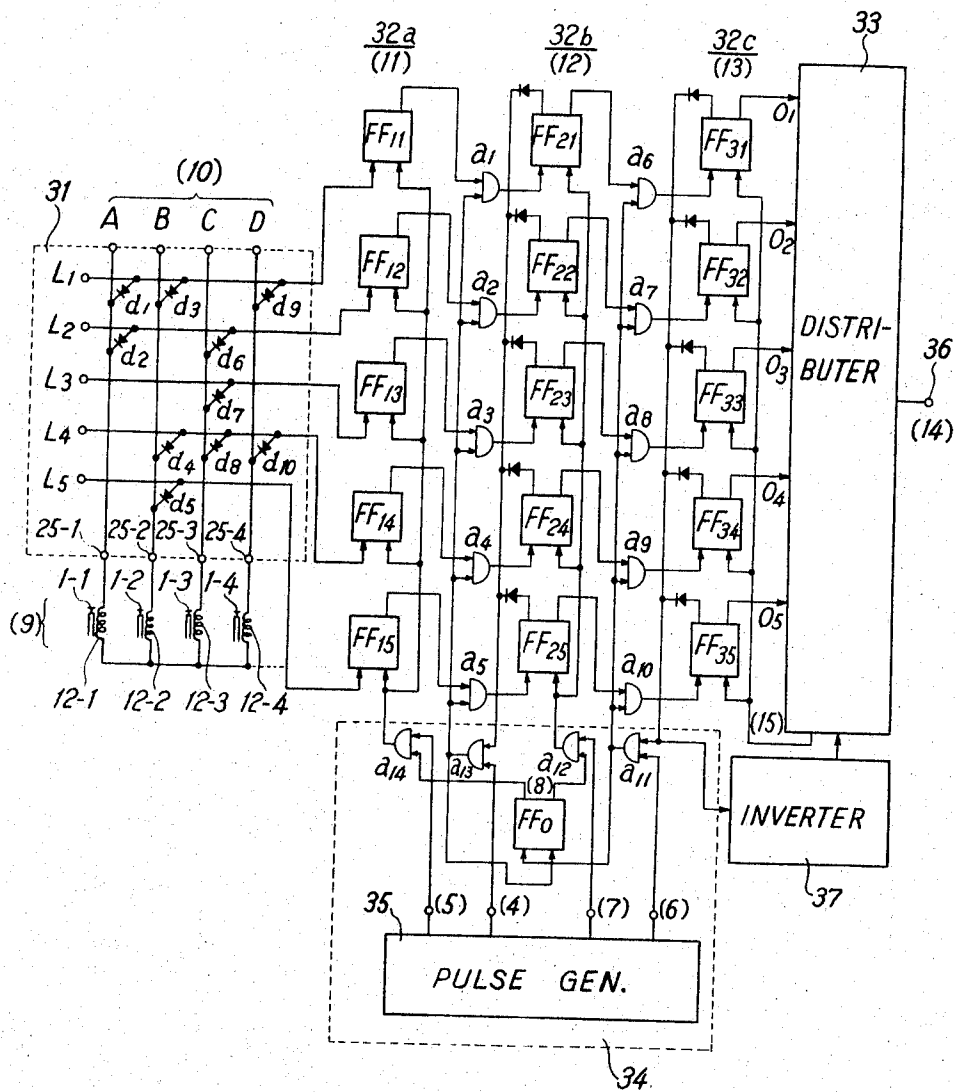 32a
(11)
32b
(12)
32c
(13)
33
FF11
FF21
FF31
O1
a1
a6
(10)
31
A B C D
L1
d1 d3 d9
FF12
FF22
FF32
O2
a2
a7
L2
d2 d6
DISTRI-
BUTER
L3
d7
FF13
FF23
FF33
O3
36
(14)
a3
a8
L4
d4 d8 d10
L5
d5
FF14
FF24
FF34
O4
a4
a9
25-1 25-2 25-3 25-4
1-1 1-2 1-3 1-4
(9)
FF15
FF25
FF35
O5
a5
a10
12-1 12-2 12-3 12-4
(15)
a14 a13 a12 a11
(8)
FF0
INVERTER
37
35
(5) (4) (7) (6)
PULSE GEN.
34